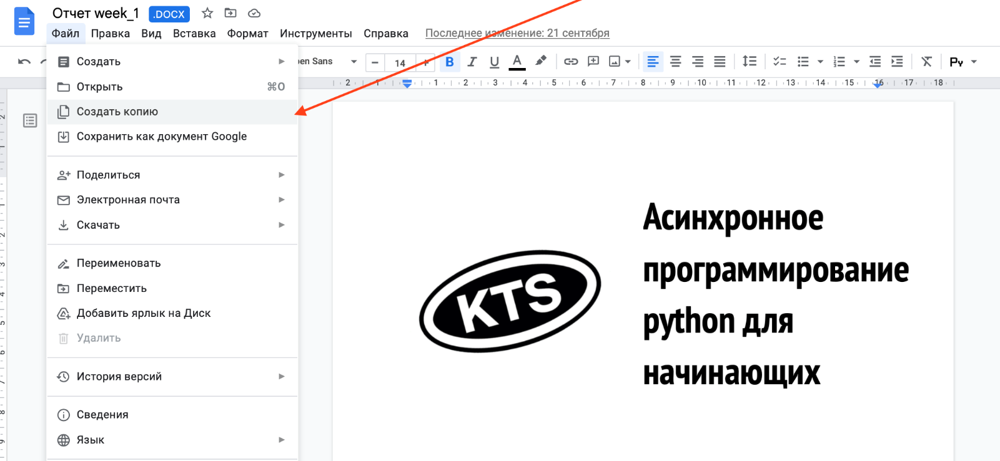 Отчет week_1 .DOCX
Файл Правка Вид Вставка Формат Инструменты Справка Последнее изменение: 21 сентября
Sans 14 B I U A Py
2 1 1 2 3 4 5 6 7 8 9 10 11 12 13 14 15 16 17 18
Создать
Открыть ⌘O
Создать копию
Сохранить как документ Google
Поделиться
Электронная почта
Скачать
Переименовать
Переместить
Добавить ярлык на Диск
Удалить
История версий
Сведения
Язык
KTS
Асинхронное
программирование
python для
начинающих